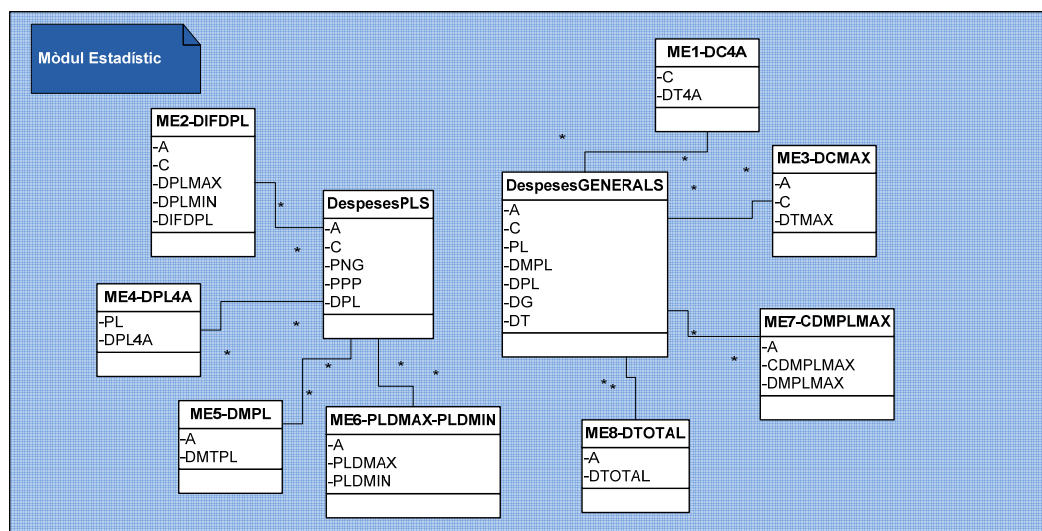 Mòdul Estadístic
ME1-DC4A
-C
-DT4A
ME2-DIFDPL
-A
-C
-DPLMAX
-DPLMIN
-DIFDPL
*
*
*
*
*
*
ME3-DCMAX
-A
-C
-DTMAX
DespesesPLS
-A
-C
-PNG
-PPP
-DPL
DespesesGENERALS
-A
-C
-PL
-DMPL
-DPL
-DG
-DT
ME4-DPL4A
-PL
-DPL4A
*
*
*
*
*
*
*
*
*
*
**
ME7-CDMPLMAX
-A
-CDMPLMAX
-DMPLMAX
ME5-DMPL
-A
-DMTPL
ME6-PLDMAX-PLDMIN
-A
-PLDMAX
-PLDMIN
ME8-DTOTAL
-A
-DTOTAL